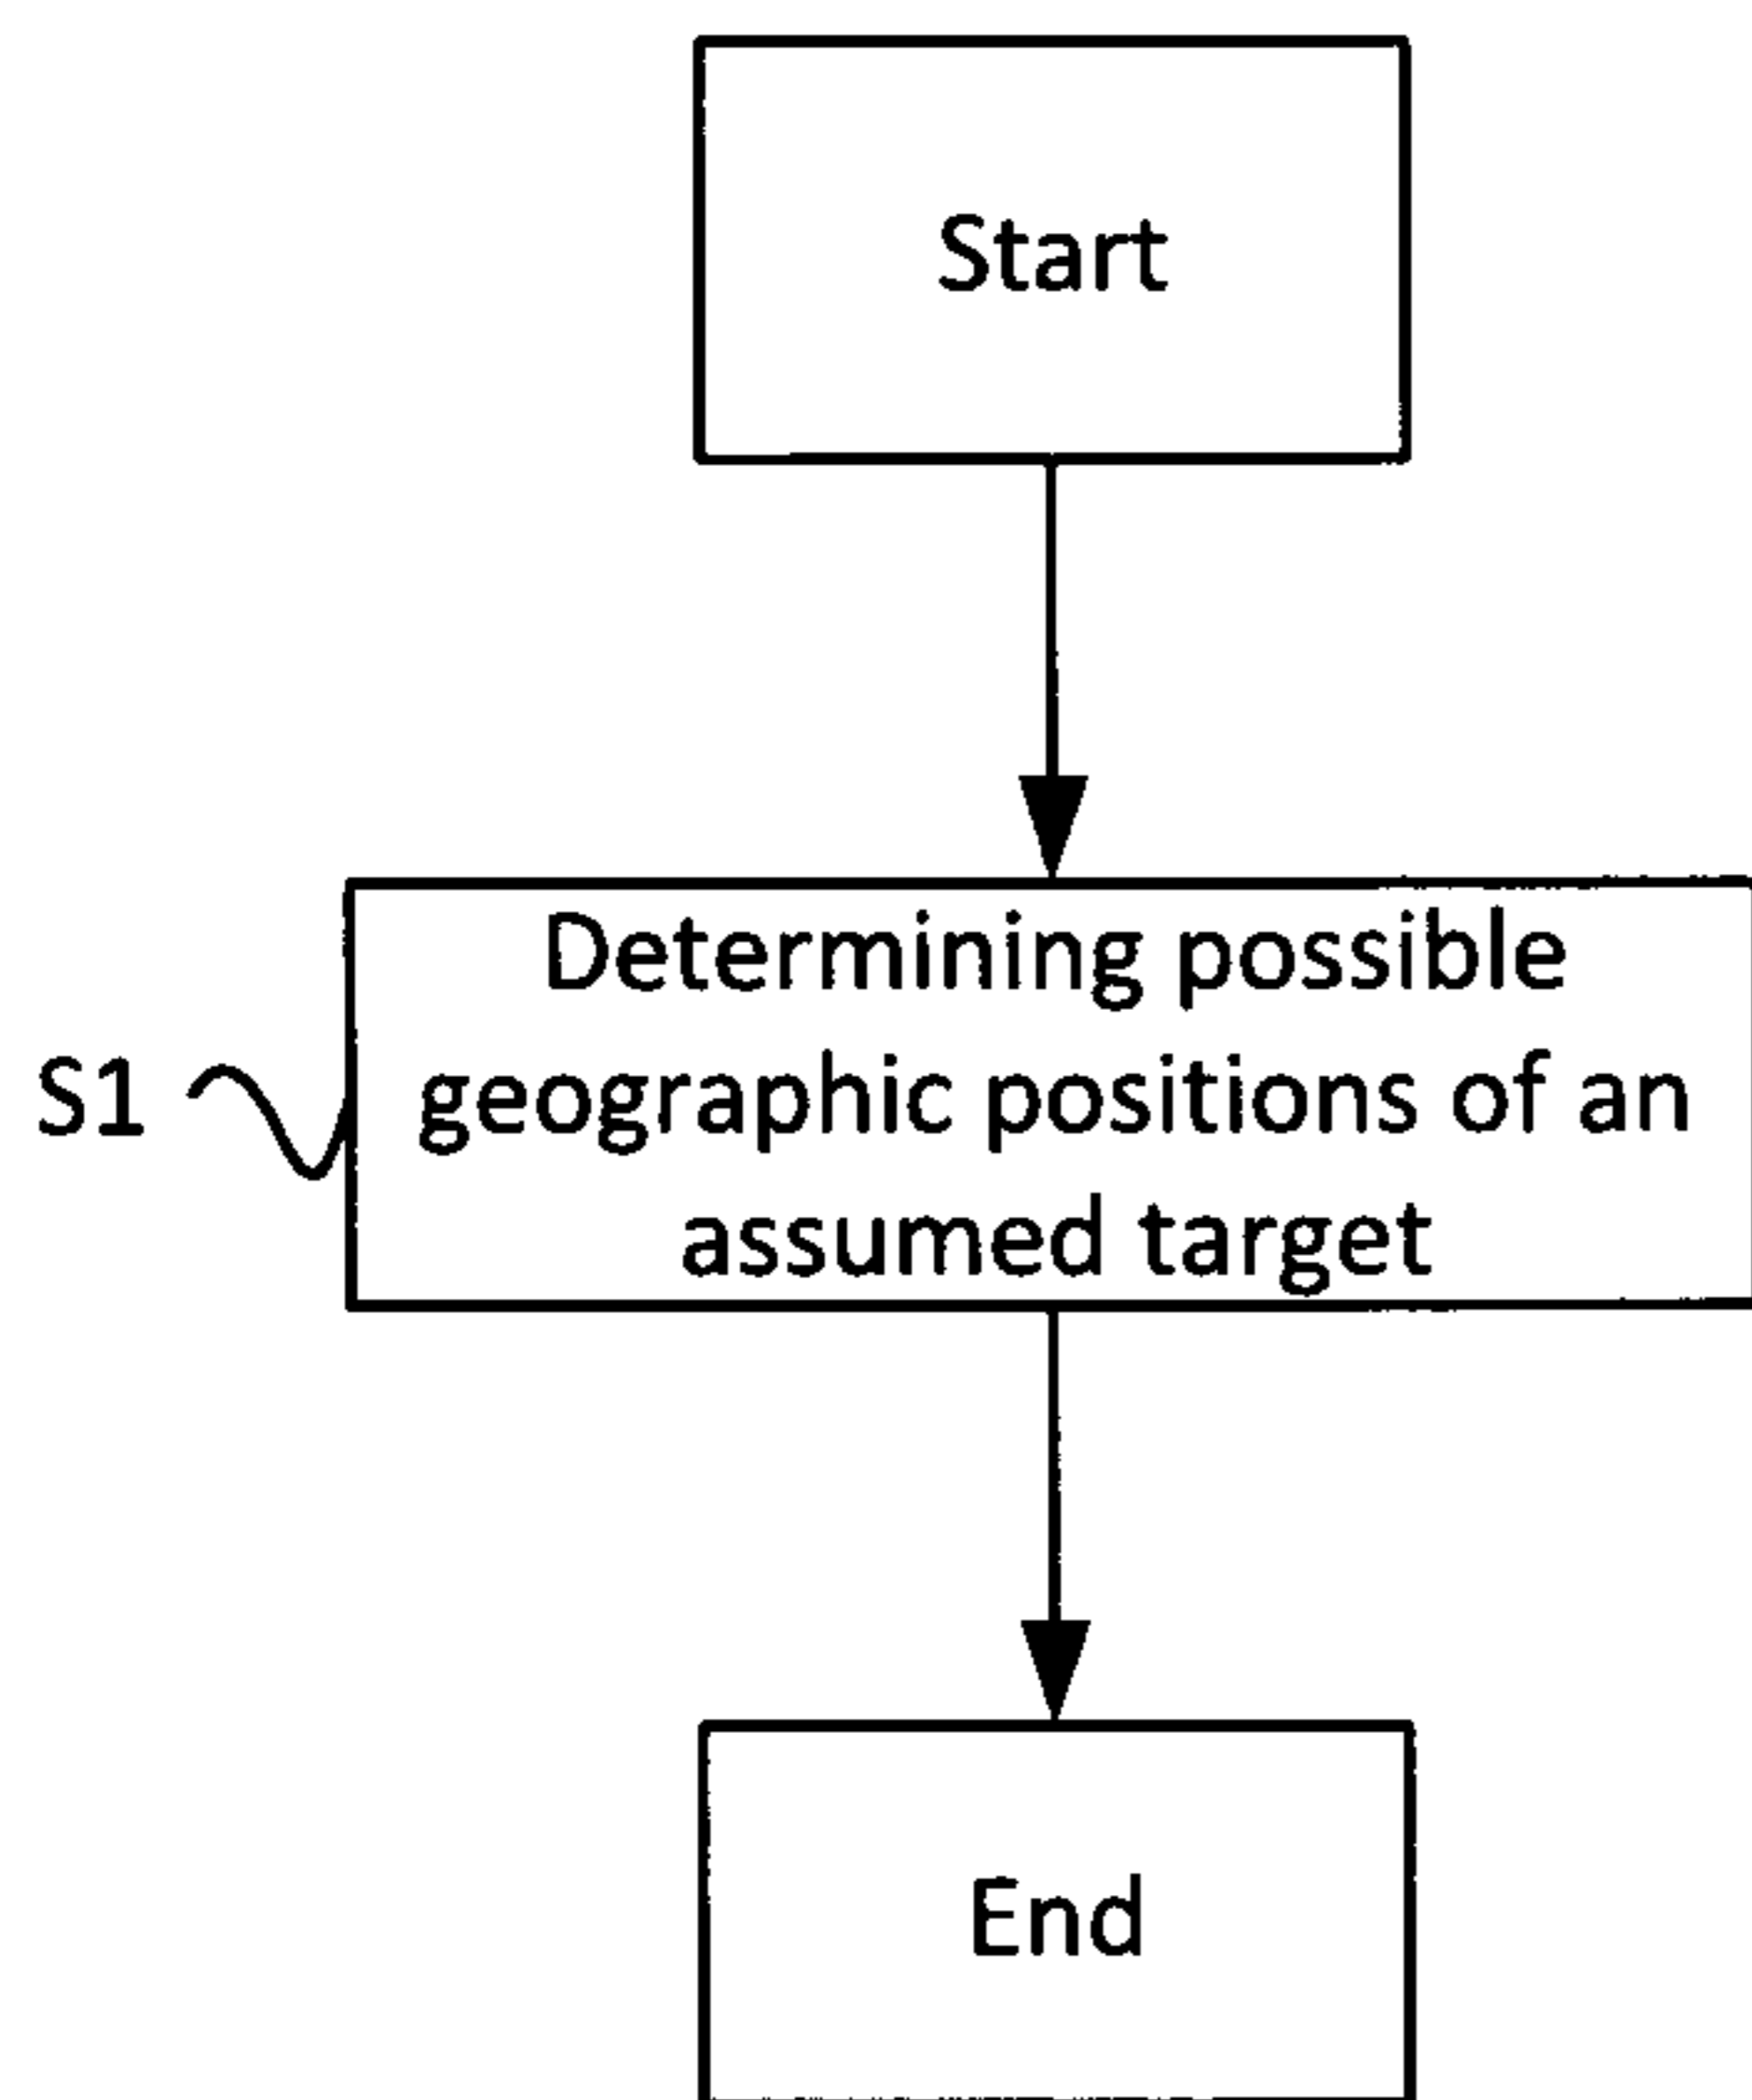 Start
Determining possible
S1 geographic positions of an
assumed target
End